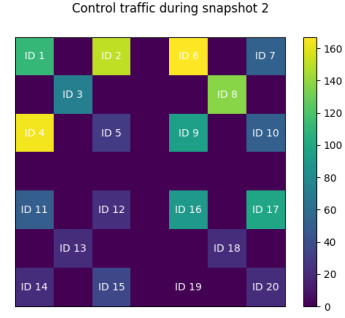 Control traffic during snapshot 2
ID 1 ID 2 ID 6 ID 7
ID 3 ID 8
ID 4 ID 5 ID 9 ID 10
ID 11 ID 12 ID 16 ID 17
ID 13 ID 18
ID 14 ID 15 ID 19 ID 20
160
140
120
100
80
60
40
20
0